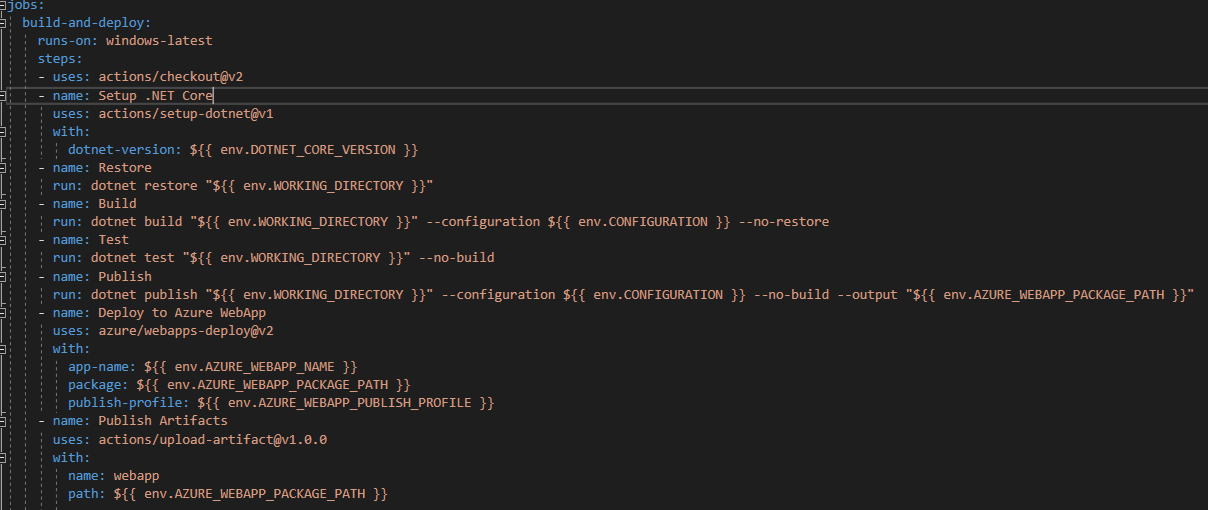 jobs:
build-and-deploy:
runs-on: windows-latest
steps:
- uses: actions/checkout@v2
- name: Setup .NET Core
uses: actions/setup-dotnet@v1
with:
dotnet-version: ${{ env.DOTNET_CORE_VERSION }}
- name: Restore
run: dotnet restore "${{ env.WORKING_DIRECTORY }}"
- name: Build
run: dotnet build "${{ env.WORKING_DIRECTORY }}" --configuration ${{ env.CONFIGURATION }} --no-restore
- name: Test
run: dotnet test "${{ env.WORKING_DIRECTORY }}" --no-build
- name: Publish
run: dotnet publish "${{ env.WORKING_DIRECTORY }}" --configuration ${{ env.CONFIGURATION }} --no-build --output "${{ env.AZURE_WEBAPP_PACKAGE_PATH }}"
- name: Deploy to Azure WebApp
uses: azure/webapps-deploy@v2
with:
app-name: ${{ env.AZURE_WEBAPP_NAME }}
package: ${{ env.AZURE_WEBAPP_PACKAGE_PATH }}
publish-profile: ${{ env.AZURE_WEBAPP_PUBLISH_PROFILE }}
- name: Publish Artifacts
uses: actions/upload-artifact@v1.0.0
with:
name: webapp
path: ${{ env.AZURE_WEBAPP_PACKAGE_PATH }}